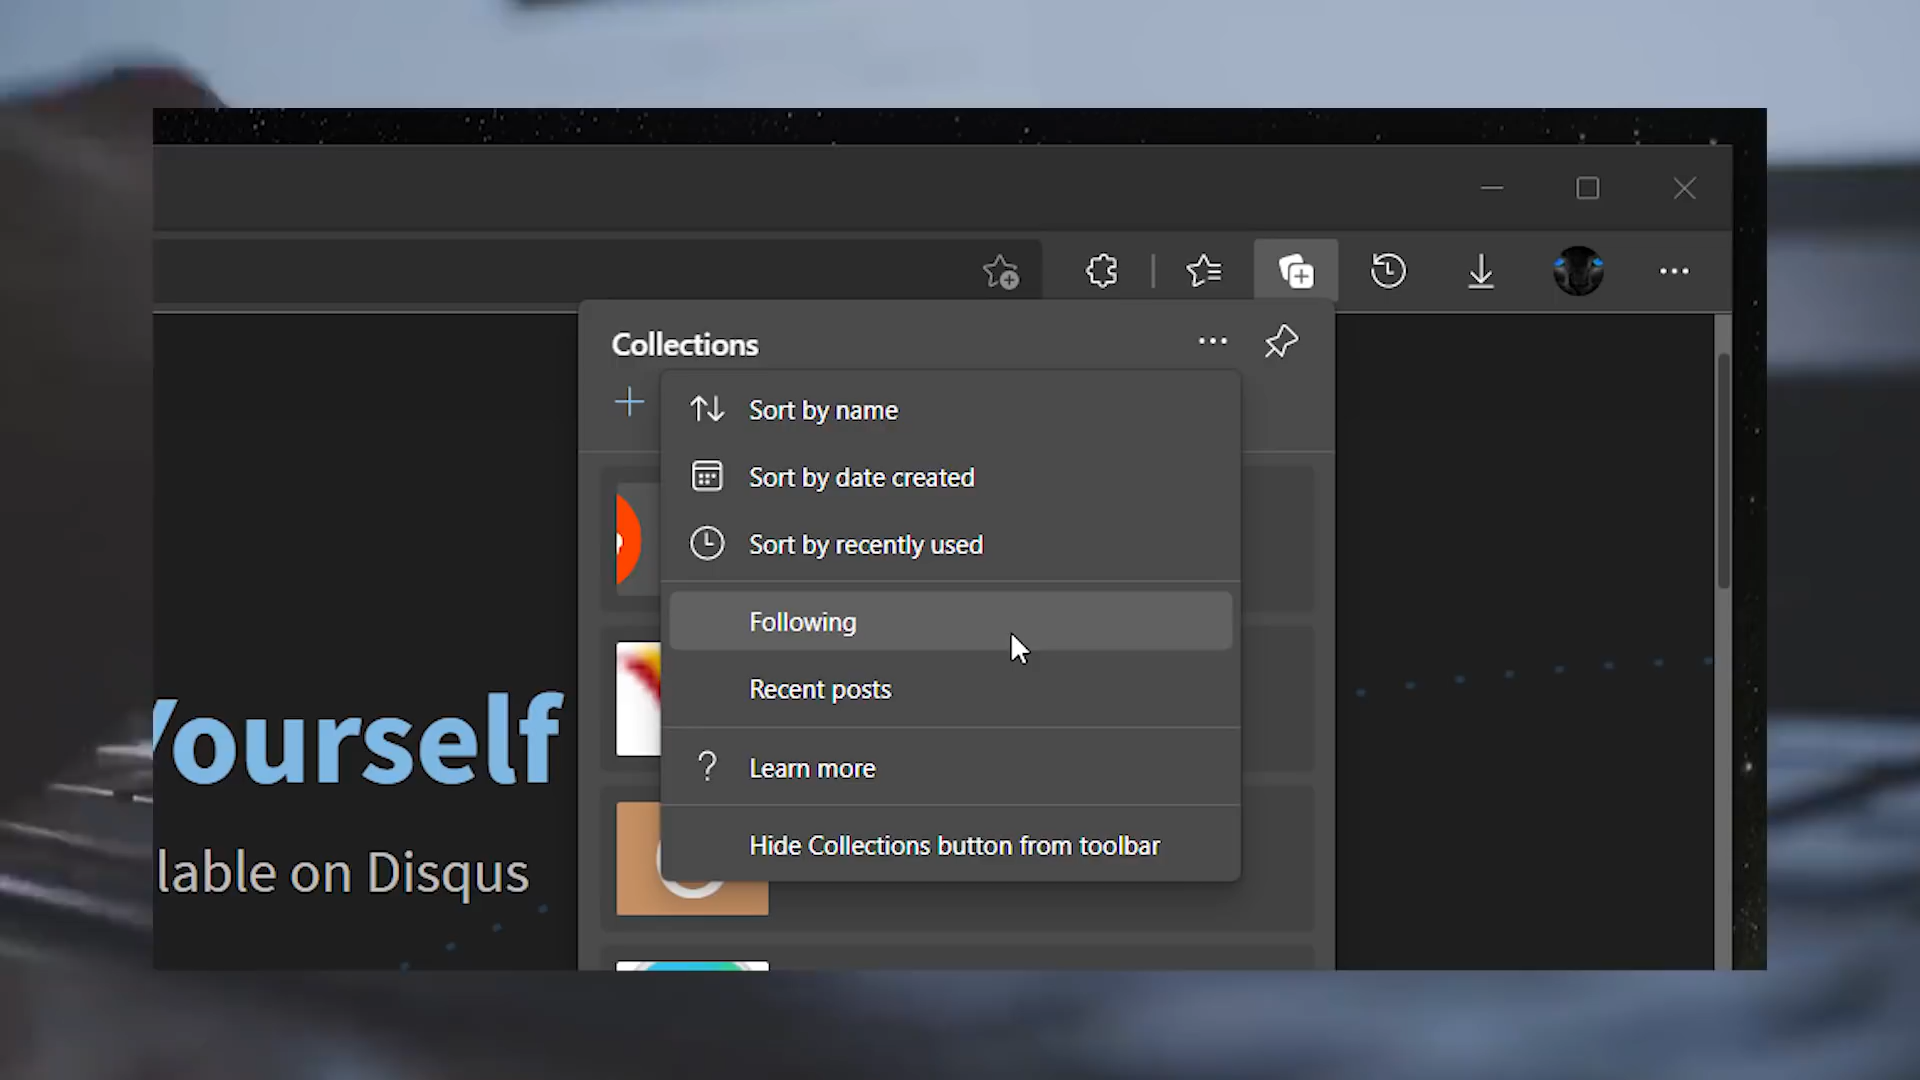 Collections
Sort by name
Sort by date created
Sort by recently used
Following
Recent posts
Learn more
Hide Collections button from toolbar
Yourself
lable on Disqus